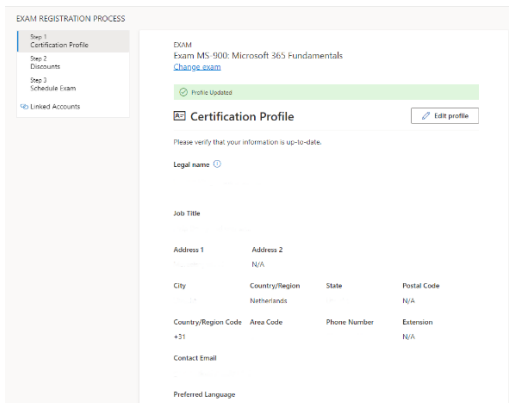 EXAM REGISTRATION PROCESS
Step 1
Certification Profile
Step 2
Discounts
Step 3
Schedule Exam
Linked Accounts
EXAM
Exam MS-900: Microsoft 365 Fundamentals
Change exam
Profile Updated
Certification Profile
Edit profile
Please verify that your information is up-to-date.
Legal name
Job Title
Address 1 Address 2
N/A
City Country/Region State Postal Code
Netherlands N/A
Country/Region Code Area Code Phone Number Extension
+31 N/A
Contact Email
Preferred Language